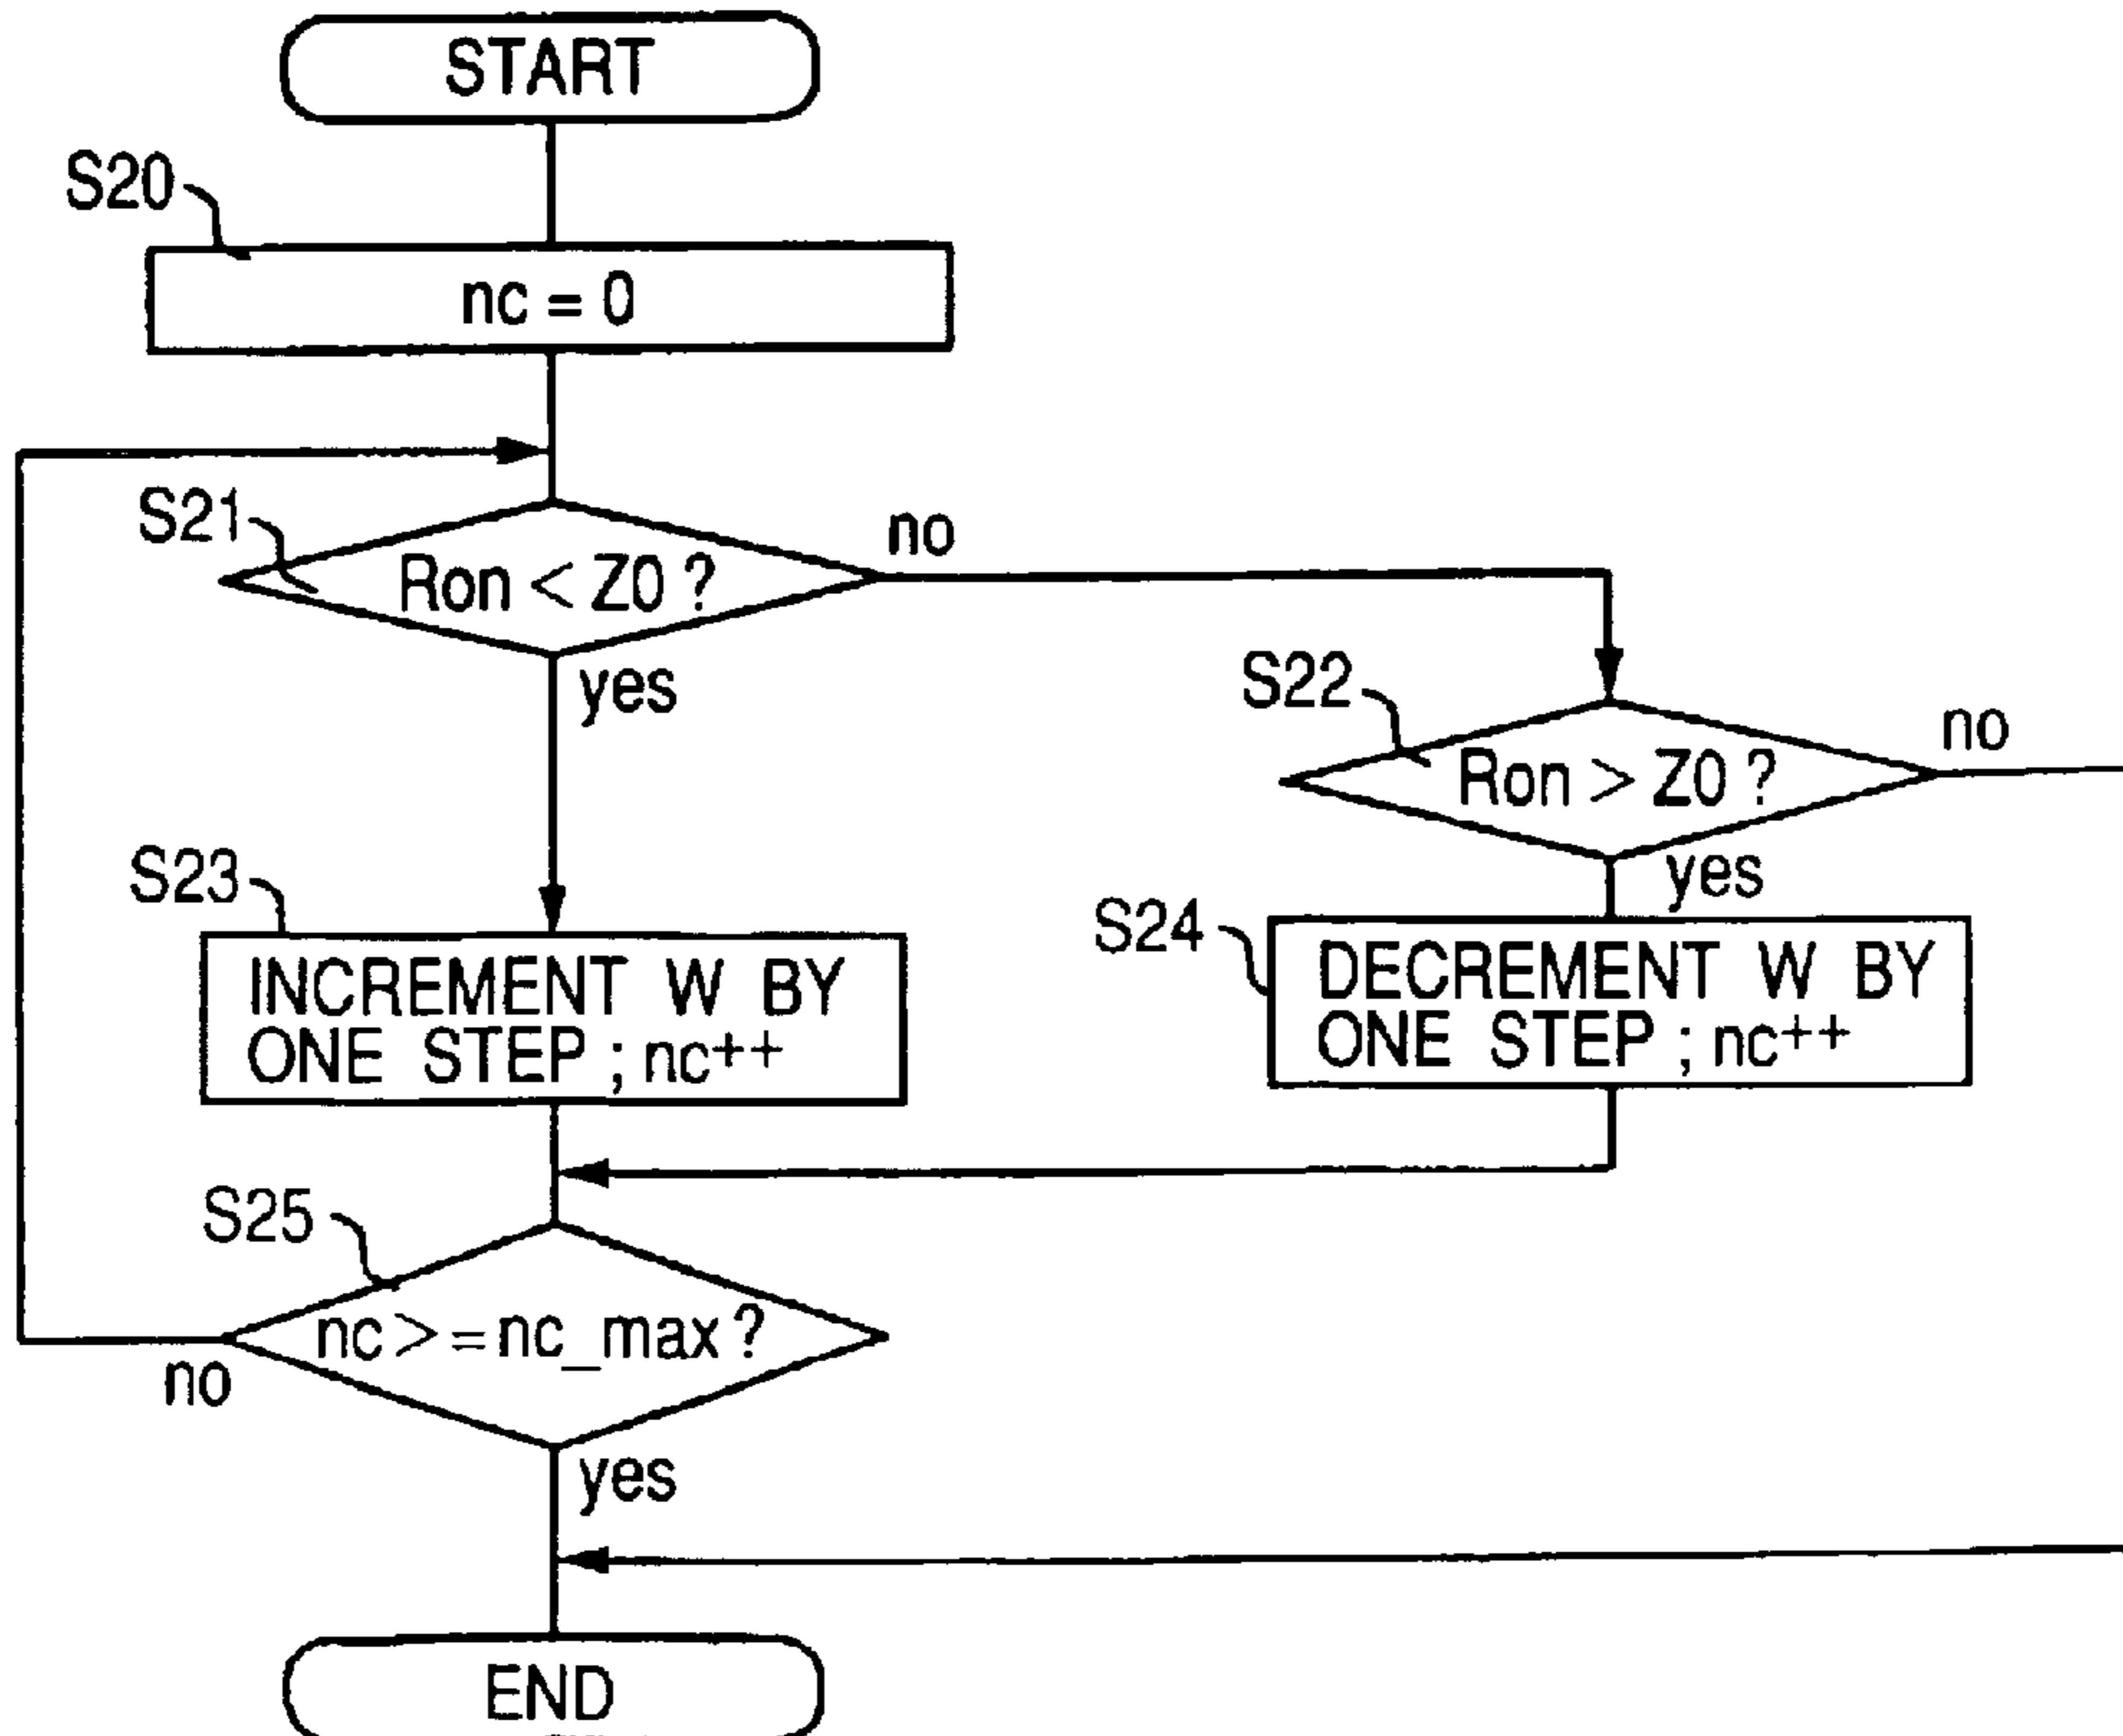 START
S20
nc = 0
S21
Ron < Z0 ?
no
yes
S22
Ron > Z0 ?
no
yes
S23
INCREMENT W BY
ONE STEP ; nc++
S24
DECREMENT W BY
ONE STEP ; nc++
S25
nc >= nc_max ?
no
yes
END